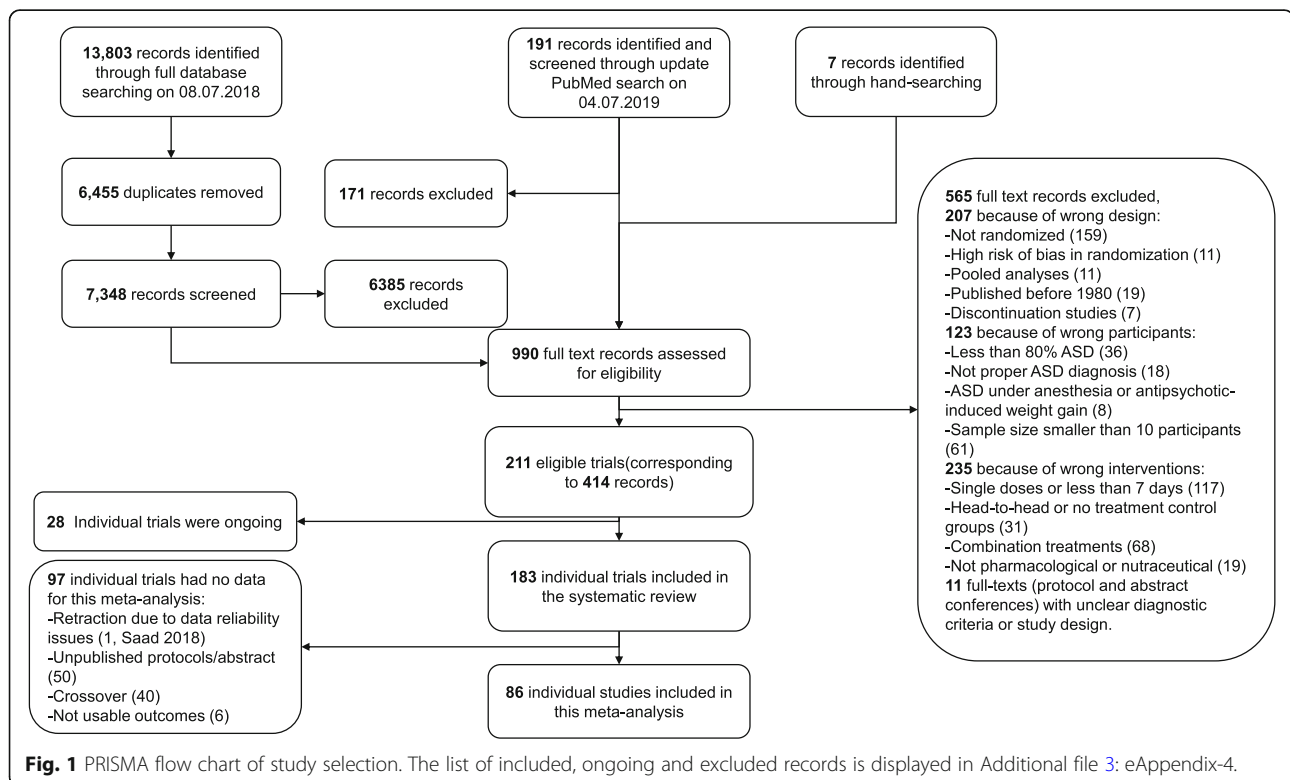 13,803 records identified
through full database
searching on 08.07.2018
191 records identified and
screened through update
PubMed search on
04.07.2019
7 records identified
through hand-searching
6,455 duplicates removed
171 records excluded
7,348 records screened
6385 records
excluded
990 full text records assessed
for eligibility
565 full text records excluded,
207 because of wrong design:
-Not randomized (159)
-High risk of bias in randomization (11)
-Pooled analyses (11)
-Published before 1980 (19)
-Discontinuation studies (7)
123 because of wrong participants:
-Less than 80% ASD (36)
-Not proper ASD diagnosis (18)
-ASD under anesthesia or antipsychotic-
induced weight gain (8)
-Sample size smaller than 10 participants
(61)
235 because of wrong interventions:
-Single doses or less than 7 days (117)
-Head-to-head or no treatment control
groups (31)
-Combination treatments (68)
-Not pharmacological or nutraceutical (19)
11 full-texts (protocol and abstract
conferences) with unclear diagnostic
criteria or study design.
211 eligible trials(corresponding
to 414 records)
28 Individual trials were ongoing
183 individual trials included in
the systematic review
97 individual trials had no data
for this meta-analysis:
-Retraction due to data reliability
issues (1, Saad 2018)
-Unpublished protocols/abstract
(50)
-Crossover (40)
-Not usable outcomes (6)
86 individual studies included in
this meta-analysis
Fig. 1 PRISMA flow chart of study selection. The list of included, ongoing and excluded records is displayed in Additional file 3: eAppendix-4.